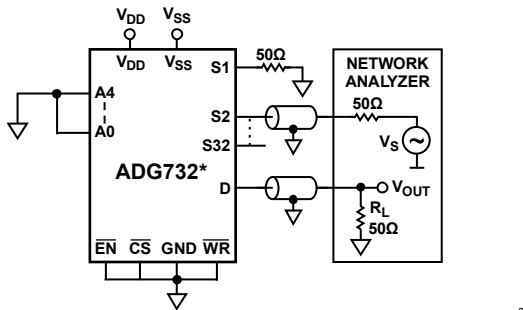 VDD VSS
VDD VSS
S1
50Ω
NETWORK
ANALYZER
A4
50Ω
S2
A0
S32
VS
ADG732*
D
VOUT
RL
50Ω
EN CS GND WR